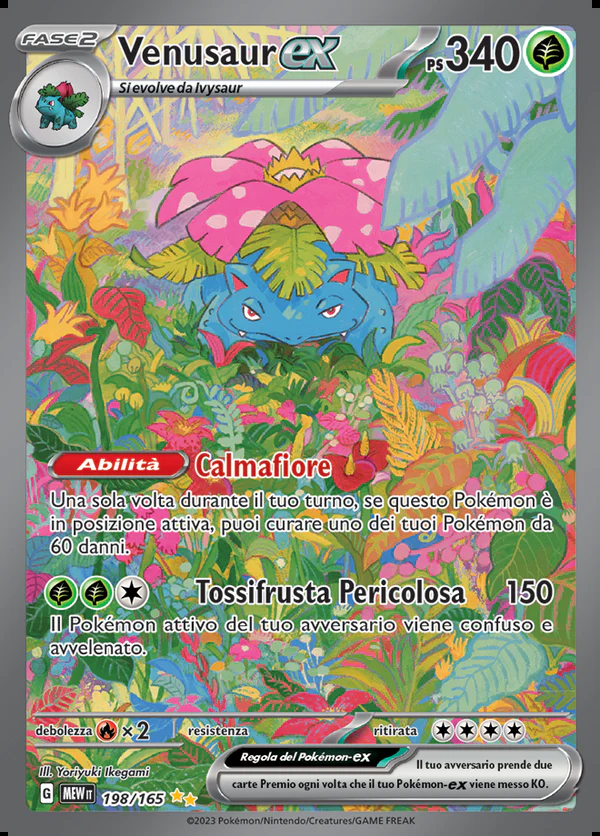 FASE 2 Venusaur ex PS 340
Si evolve da Ivysaur
Abilità Calmafiore
Una sola volta durante il tuo turno, se questo Pokémon è
in posizione attiva, puoi curare uno dei tuoi Pokémon da
60 danni.
Tossifrusta Pericolosa 150
Il Pokémon attivo del tuo avversario viene confuso e
avvelenato.
debolezza ×2 resistenza ritirata
Ill. Yoriyuki Ikegami
Regola del Pokémon-ex
Il tuo avversario prende due
carte Premio ogni volta che il tuo Pokémon-ex viene messo KO.
G MEW IT 198/165
©2023 Pokémon/Nintendo/Creatures/GAME FREAK